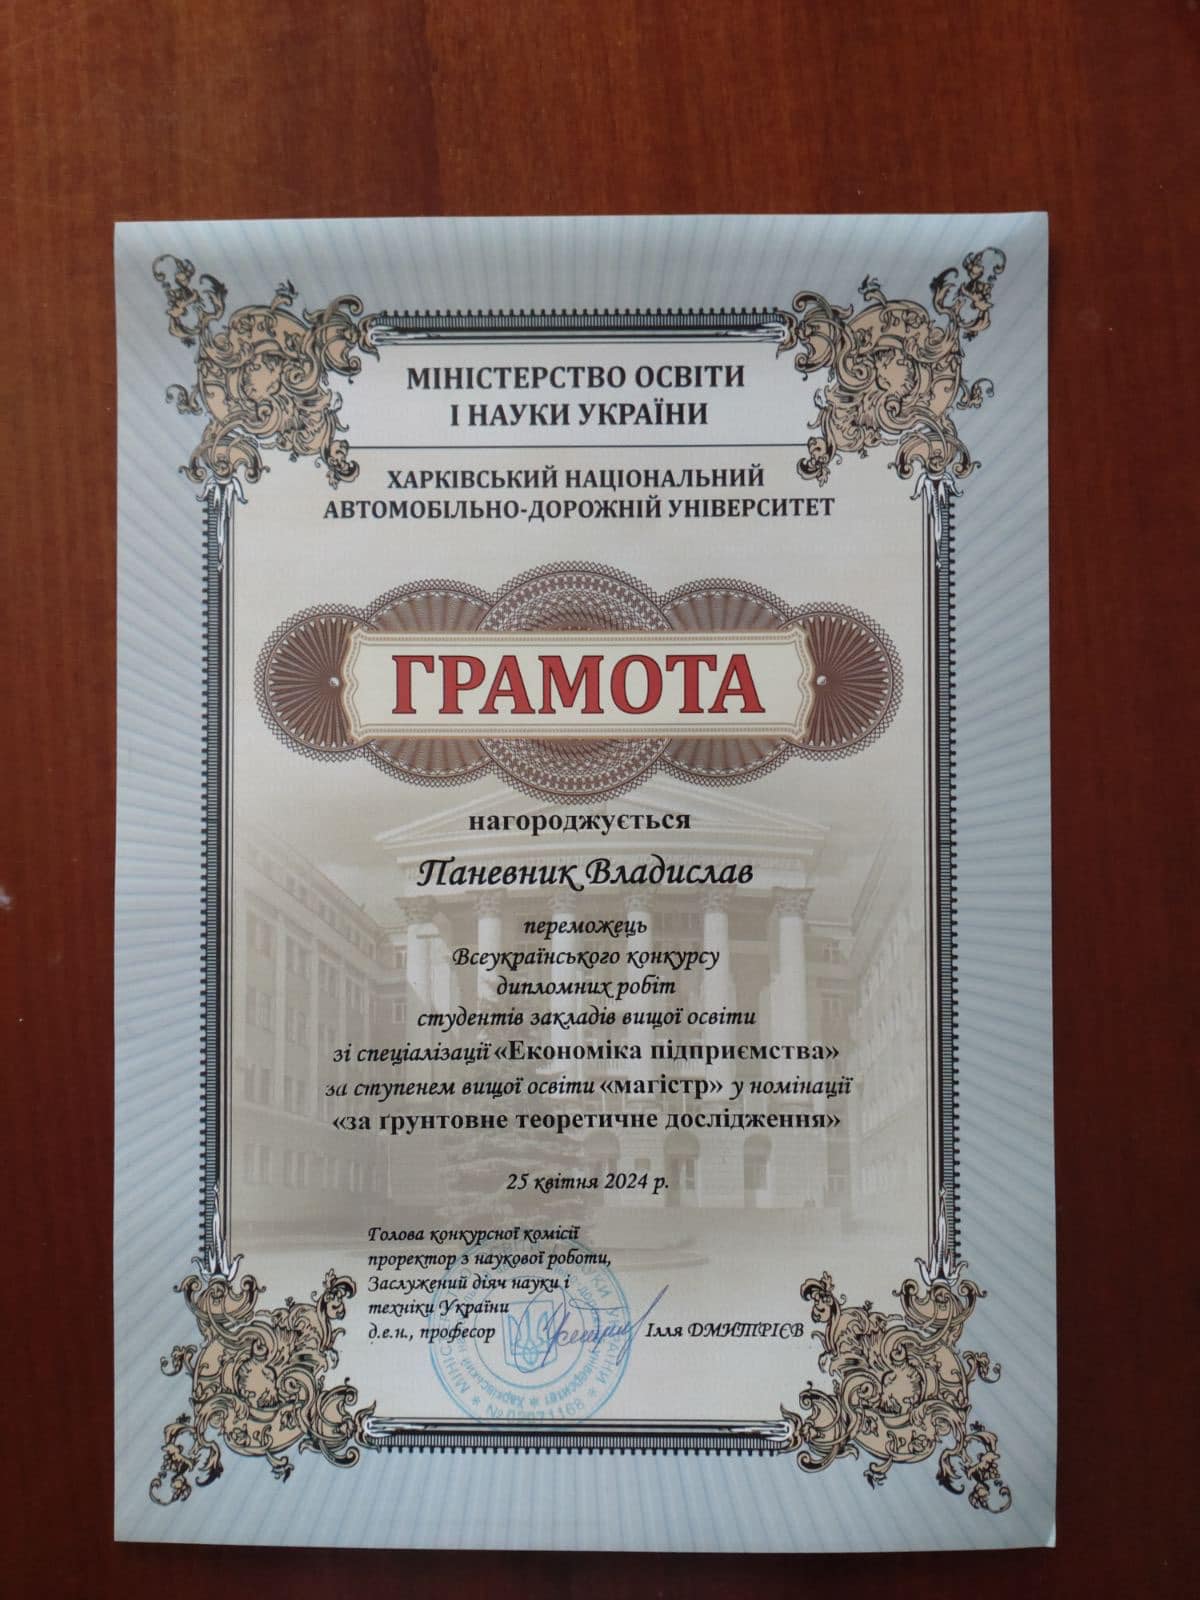 МІНІСТЕРСТВО ОСВІТИ
І НАУКИ УКРАЇНИ
ХАРКІВСЬКИЙ НАЦІОНАЛЬНИЙ
АВТОМОБІЛЬНО-ДОРОЖНІЙ УНІВЕРСИТЕТ
ГРАМОТА
нагороджується
Паневник Владислав
переможець
Всеукраїнського конкурсу
дипломних робіт
студентів закладів вищої освіти
зі спеціалізації «Економіка підприємства»
за ступенем вищої освіти «магістр» у номінації
«за ґрунтовне теоретичне дослідження»
25 квітня 2024 р.
Голова конкурсної комісії
проректор з наукової роботи,
Заслужений діяч науки і
техніки України
д.е.н., професор
Ілля ДМИТРІЄВ
№ 02071168